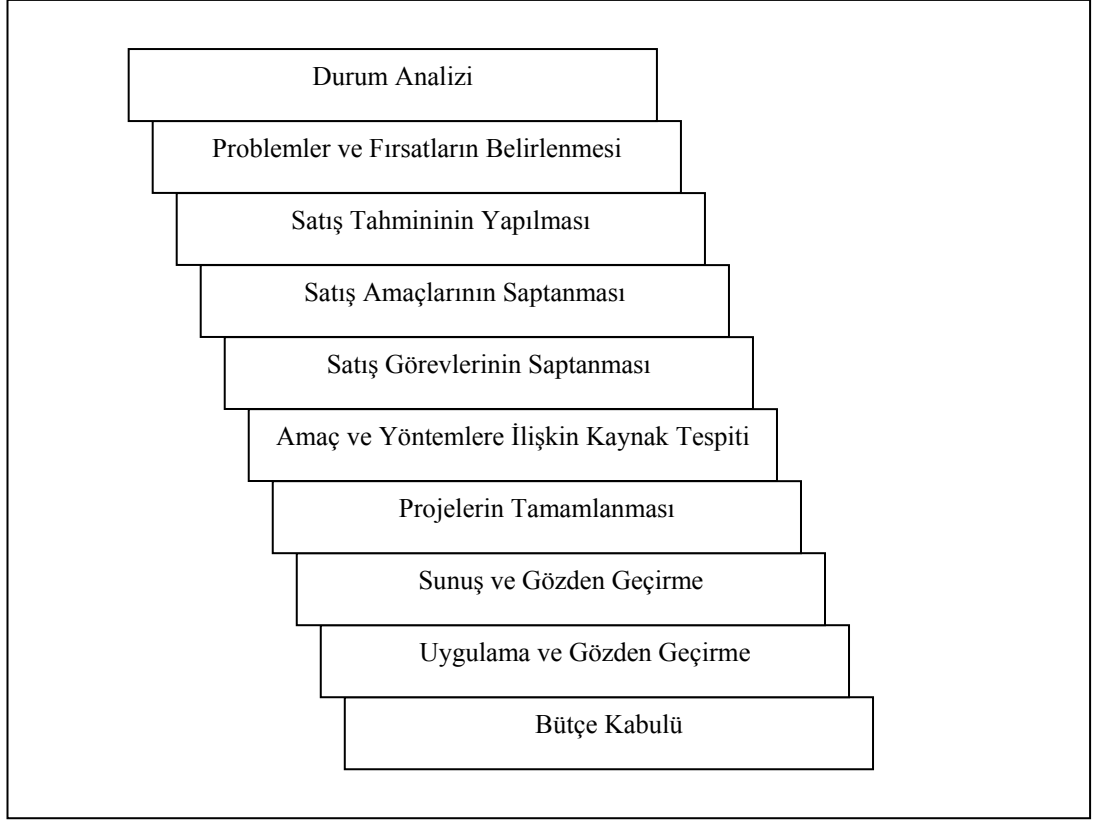 Durum Analizi
Problemler ve Fırsatların Belirlenmesi
Satış Tahmininin Yapılması
Satış Amaçlarının Saptanması
Satış Görevlerinin Saptanması
Amaç ve Yöntemlere İlişkin Kaynak Tespiti
Projelerin Tamamlanması
Sunuş ve Gözden Geçirme
Uygulama ve Gözden Geçirme
Bütçe Kabulü